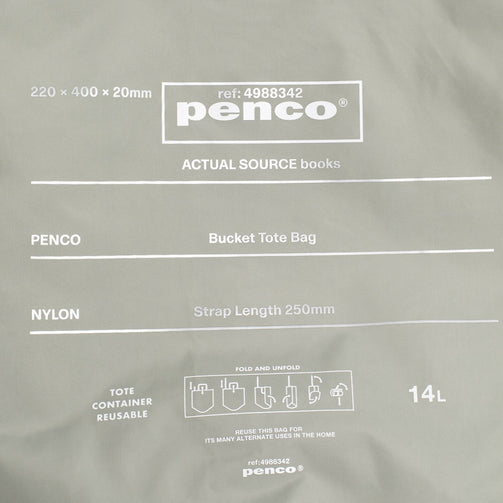 220 × 400 × 20mm
ref: 4988342
penco®
ACTUAL SOURCE books
PENCO Bucket Tote Bag
NYLON Strap Length 250mm
FOLD AND UNFOLD
TOTE
CONTAINER
REUSABLE
14L
REUSE THIS BAG FOR
ITS MANY ALTERNATE USES IN THE HOME
ref:4988342
penco®